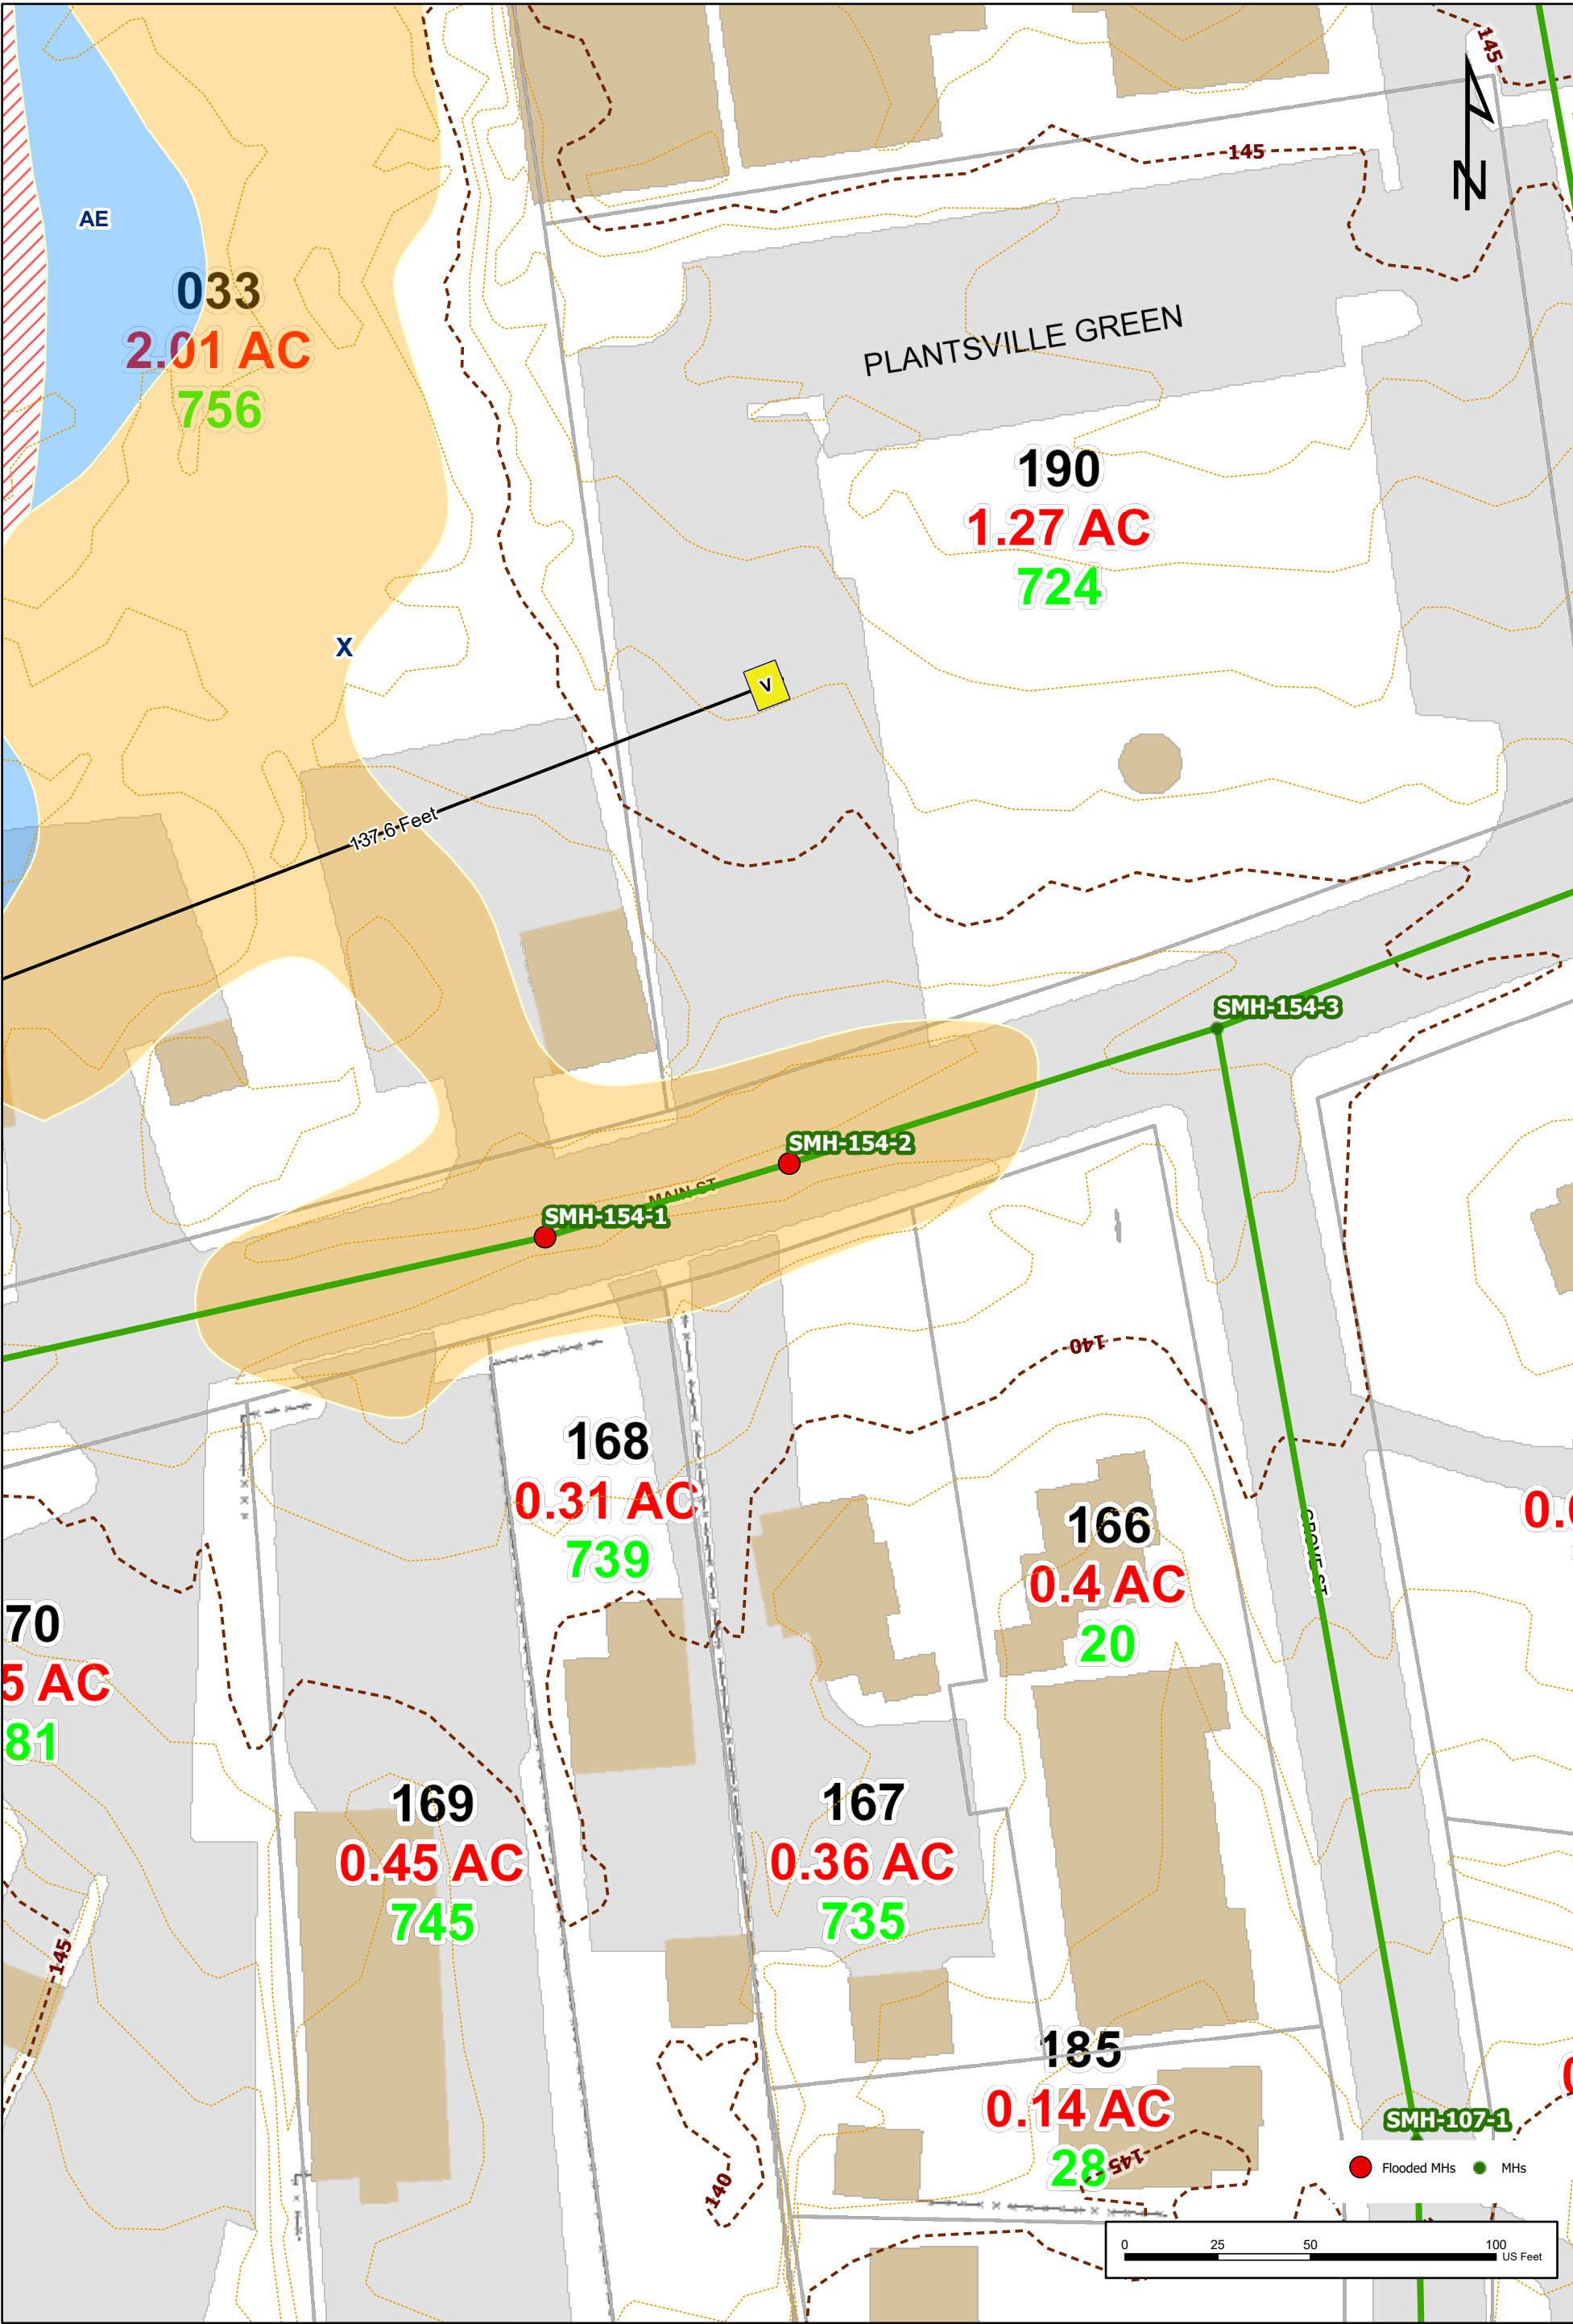 145
N
145
AE
033
2.01 AC
756
PLANTSVILLE GREEN
190
1.27 AC
724
X
V
137.6 Feet
SMH-154-3
SMH-154-2
MAIN ST
SMH-154-1
140
168
0.31 AC
739
166
0.4 AC
20
GROVE ST
70
5 AC
81
169
0.45 AC
745
167
0.36 AC
735
145
185
0.14 AC
28
145
140
SMH-107-1
Flooded MHs
MHs
0 25 50 100
US Feet